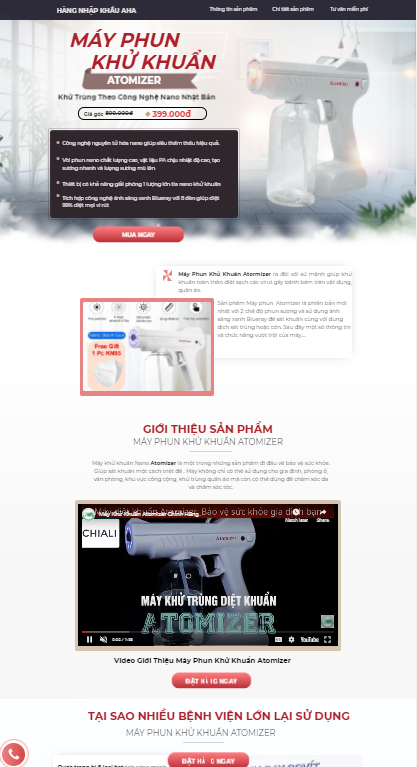 HÀNG NHẬP KHẨU AHA
Thông tin sản phẩm
Chi tiết sản phẩm
Tư vấn miễn phí
MÁY PHUN
KHỬ KHUẨN
ATOMIZER
Khử Trùng Theo Công Nghệ Nano Nhật Bản
Giá gốc 800.000đ 399.000đ
Công nghệ nguyên tử hóa nano giúp siêu thẩm thấu hiệu quả.
Vòi phun nano chất lượng cao, vật liệu PA chịu nhiệt độ cao, tạo
sương nhanh và lượng sương mù lớn
Thiết bị có khả năng giải phóng 1 lượng lớn tia nano khử khuẩn
Tích hợp công nghệ ánh sáng xanh Blueray với 8 đèn giúp diệt
99% diệt mọi vi rút
MUA NGAY
Máy Phun Khử Khuẩn Atormizer ra đời với sứ mệnh giúp khử
khuẩn toàn thân diệt sạch các virut gây bệnh bám trên vật dụng,
quần áo.
Sản phẩm Máy phun Atomizer là phiên bản mới
nhất với 2 chế độ phun sương và sử dụng ánh
sáng xanh Blueray để sát khuẩn cùng với dung
dịch sát trùng hoặc cồn. Sau đây một số thông tin
và chức năng vượt trội của máy....
Nano Steam Gun
Free Gift
1 Pc KN95
GIỚI THIỆU SẢN PHẨM
MÁY PHUN KHỬ KHUẨN ATOMIZER
Máy khử khuẩn Nano Atomizer là một trong những sản phẩm đi đầu về bảo vệ sức khỏe.
Giúp sát khuẩn một cách triệt để . Máy không chỉ có thể sử dụng cho gia đình, phòng ở,
văn phòng, khu vực công cộng, khử trùng quần áo mà còn có thể dùng để chăm sóc da
và chăm sóc tóc.
Máy Khử Khuẩn Atomizer Chính Hãng
Bảo vệ sức khỏe gia đình bạn
Watch later
Share
CHIALI
MÁY KHỬ TRÙNG DIỆT KHUẨN
ATOMIZER
0:02 / 1:35
YouTube
Video Giới Thiệu Máy Phun Khử Khuẩn Atomizer
ĐẶT HÀNG NGAY
TẠI SAO NHIỀU BỆNH VIỆN LỚN LẠI SỬ DỤNG
MÁY PHUN KHỬ KHUẨN ATOMIZER
ĐẶT HÀNG NGAY